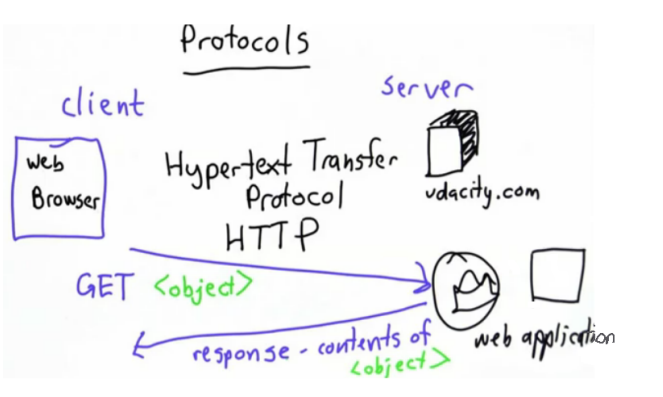 Protocols
client
server
Web
Browser
Hypertext Transfer
Protocol
HTTP
udacity.com
GET <object>
response - contents of
<object>
web application